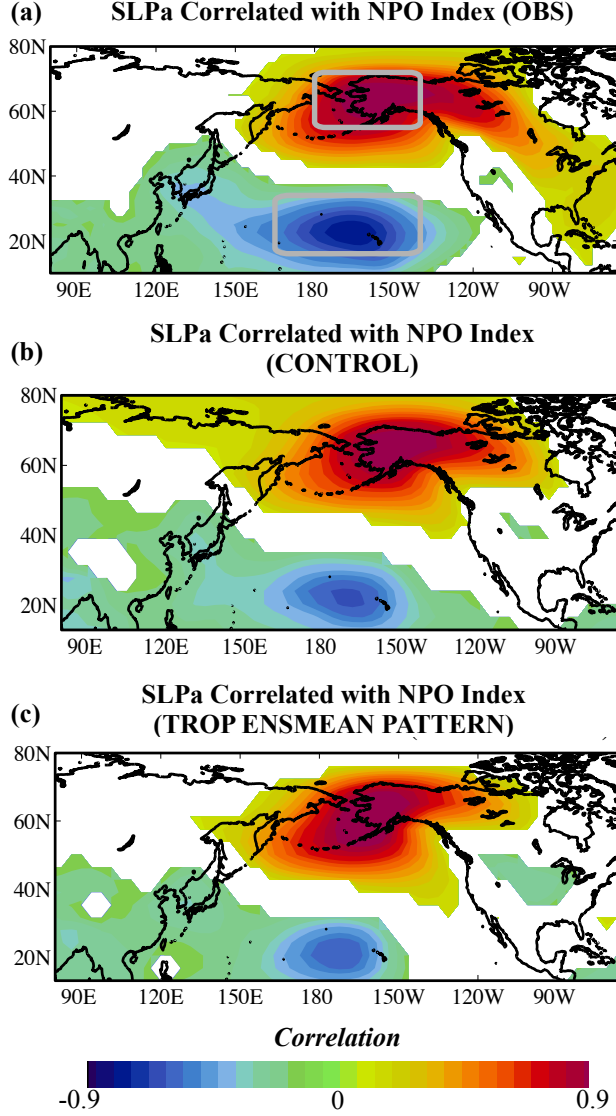 (a) SLPa Correlated with NPO Index (OBS)
80N
60N
40N
20N
90E 120E 150E 180 150W 120W 90W
(b) SLPa Correlated with NPO Index
(CONTROL)
80N
60N
40N
20N
90E 120E 150E 180 150W 120W 90W
(c) SLPa Correlated with NPO Index
(TROP ENSMEAN PATTERN)
80N
60N
40N
20N
90E 120E 150E 180 150W 120W 90W
Correlation
-0.9 0 0.9